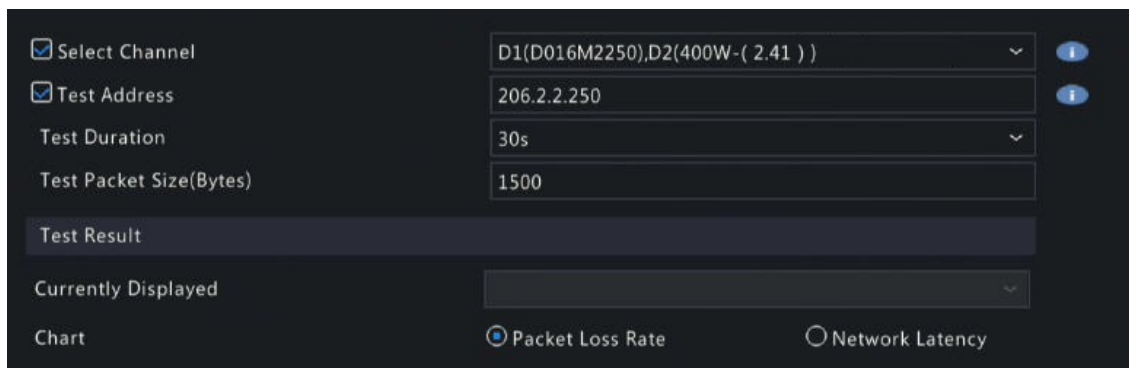 Select Channel D1(D016M2250),D2(400W-( 2.41 ) )
Test Address 206.2.2.250
Test Duration 30s
Test Packet Size(Bytes) 1500
Test Result
Currently Displayed
Chart Packet Loss Rate Network Latency